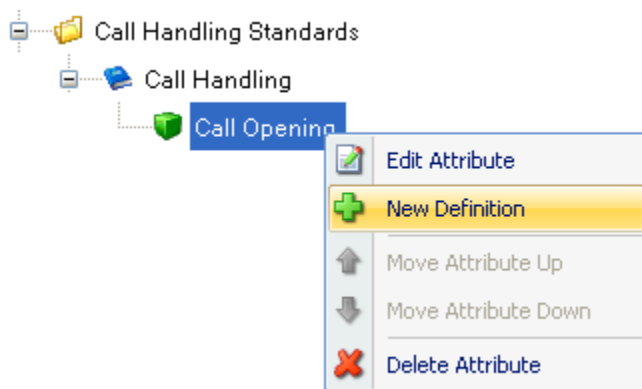 Call Handling Standards
Call Handling
Call Opening
Edit Attribute
New Definition
Move Attribute Up
Move Attribute Down
Delete Attribute